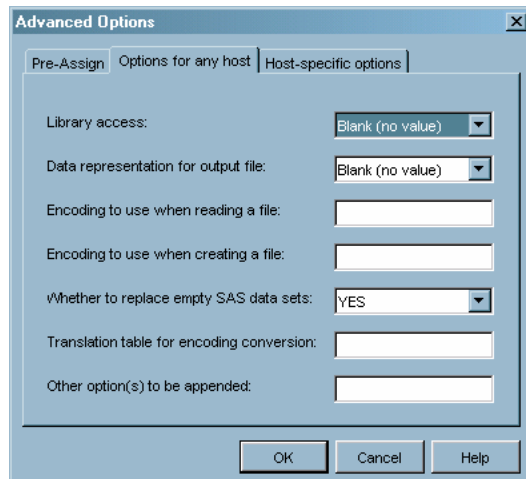 Advanced Options
Pre-Assign Options for any host Host-specific options
Library access: Blank (no value)
Data representation for output file: Blank (no value)
Encoding to use when reading a file:
Encoding to use when creating a file:
Whether to replace empty SAS data sets: YES
Translation table for encoding conversion:
Other option(s) to be appended:
OK Cancel Help